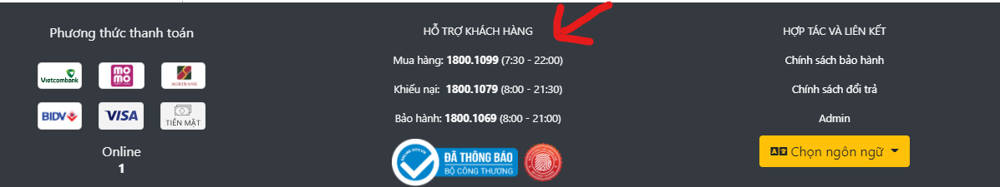 Phương thức thanh toán
Vietcombank
mo
mo
AGRIBANK
BIDV
VISA
TIỀN MẶT
Online
1
HỖ TRỢ KHÁCH HÀNG
Mua hàng: 1800.1099 (7:30 - 22:00)
Khiếu nại: 1800.1079 (8:00 - 21:30)
Bảo hành: 1800.1069 (8:00 - 21:00)
ĐÃ THÔNG BÁO
BỘ CÔNG THƯƠNG
HỢP TÁC VÀ LIÊN KẾT
Chính sách bảo hành
Chính sách đổi trả
Admin
Chọn ngôn ngữ